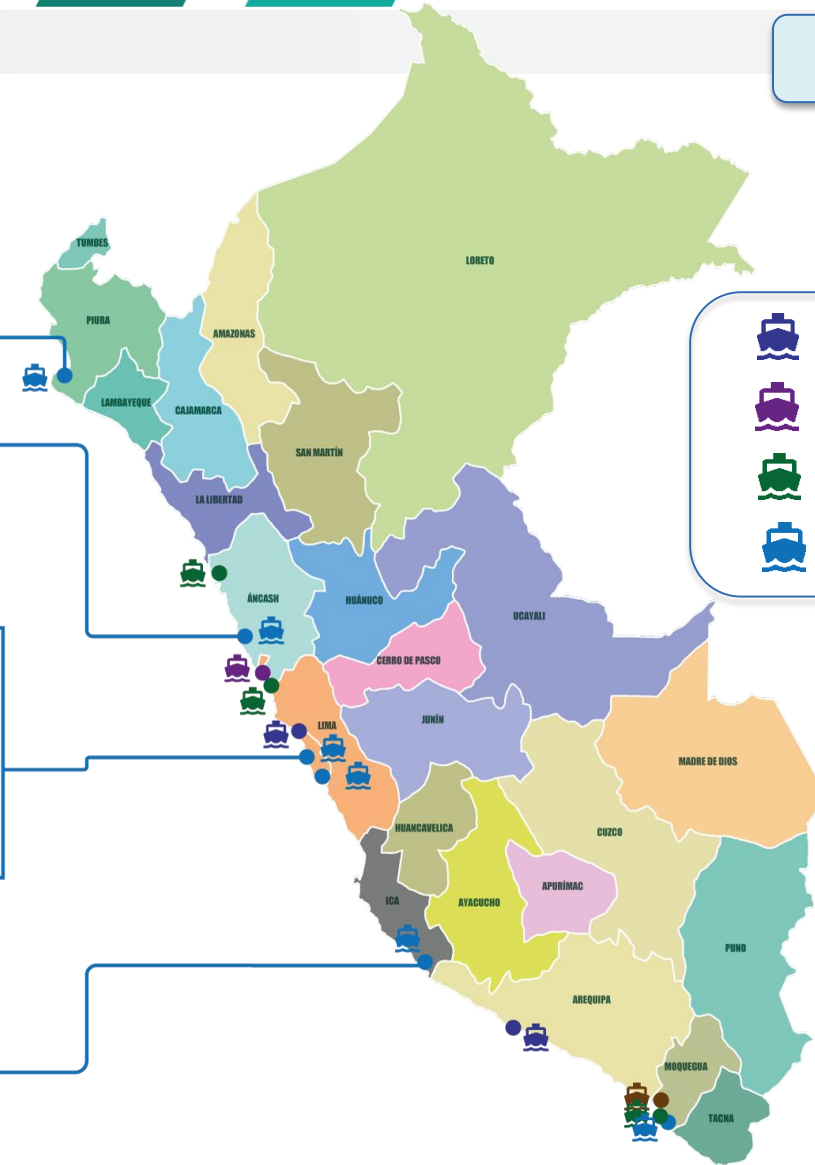 LORETO
TUMBES
PIURA
AMAZONAS
LAMBAYEQUE
CAJAMARCA
SAN MARTÍN
LA LIBERTAD
ÁNCASH
HUÁNUCO
UCAYALI
CERRO DE PASCO
JUNÍN
LIMA
MADRE DE DIOS
HUANCAVELICA
CUZCO
APURÍMAC
ICA
AYACUCHO
PUNO
AREQUIPA
MOQUEGUA
TACNA